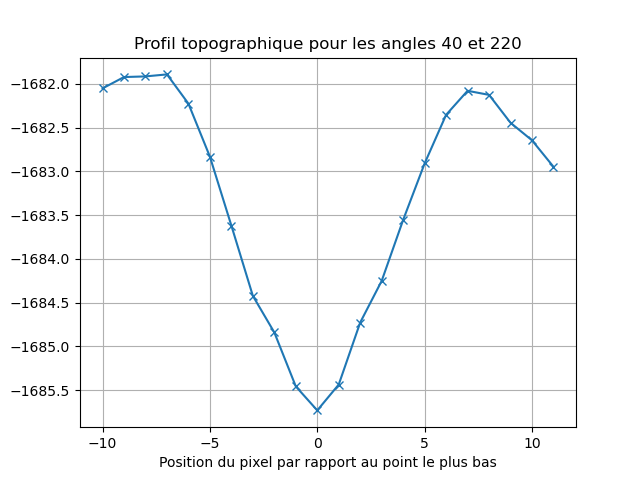 Profil topographique pour les angles 40 et 220
−1682.0
−1682.5
−1683.0
−1683.5
−1684.0
−1684.5
−1685.0
−1685.5
−10 −5 0 5 10
Position du pixel par rapport au point le plus bas